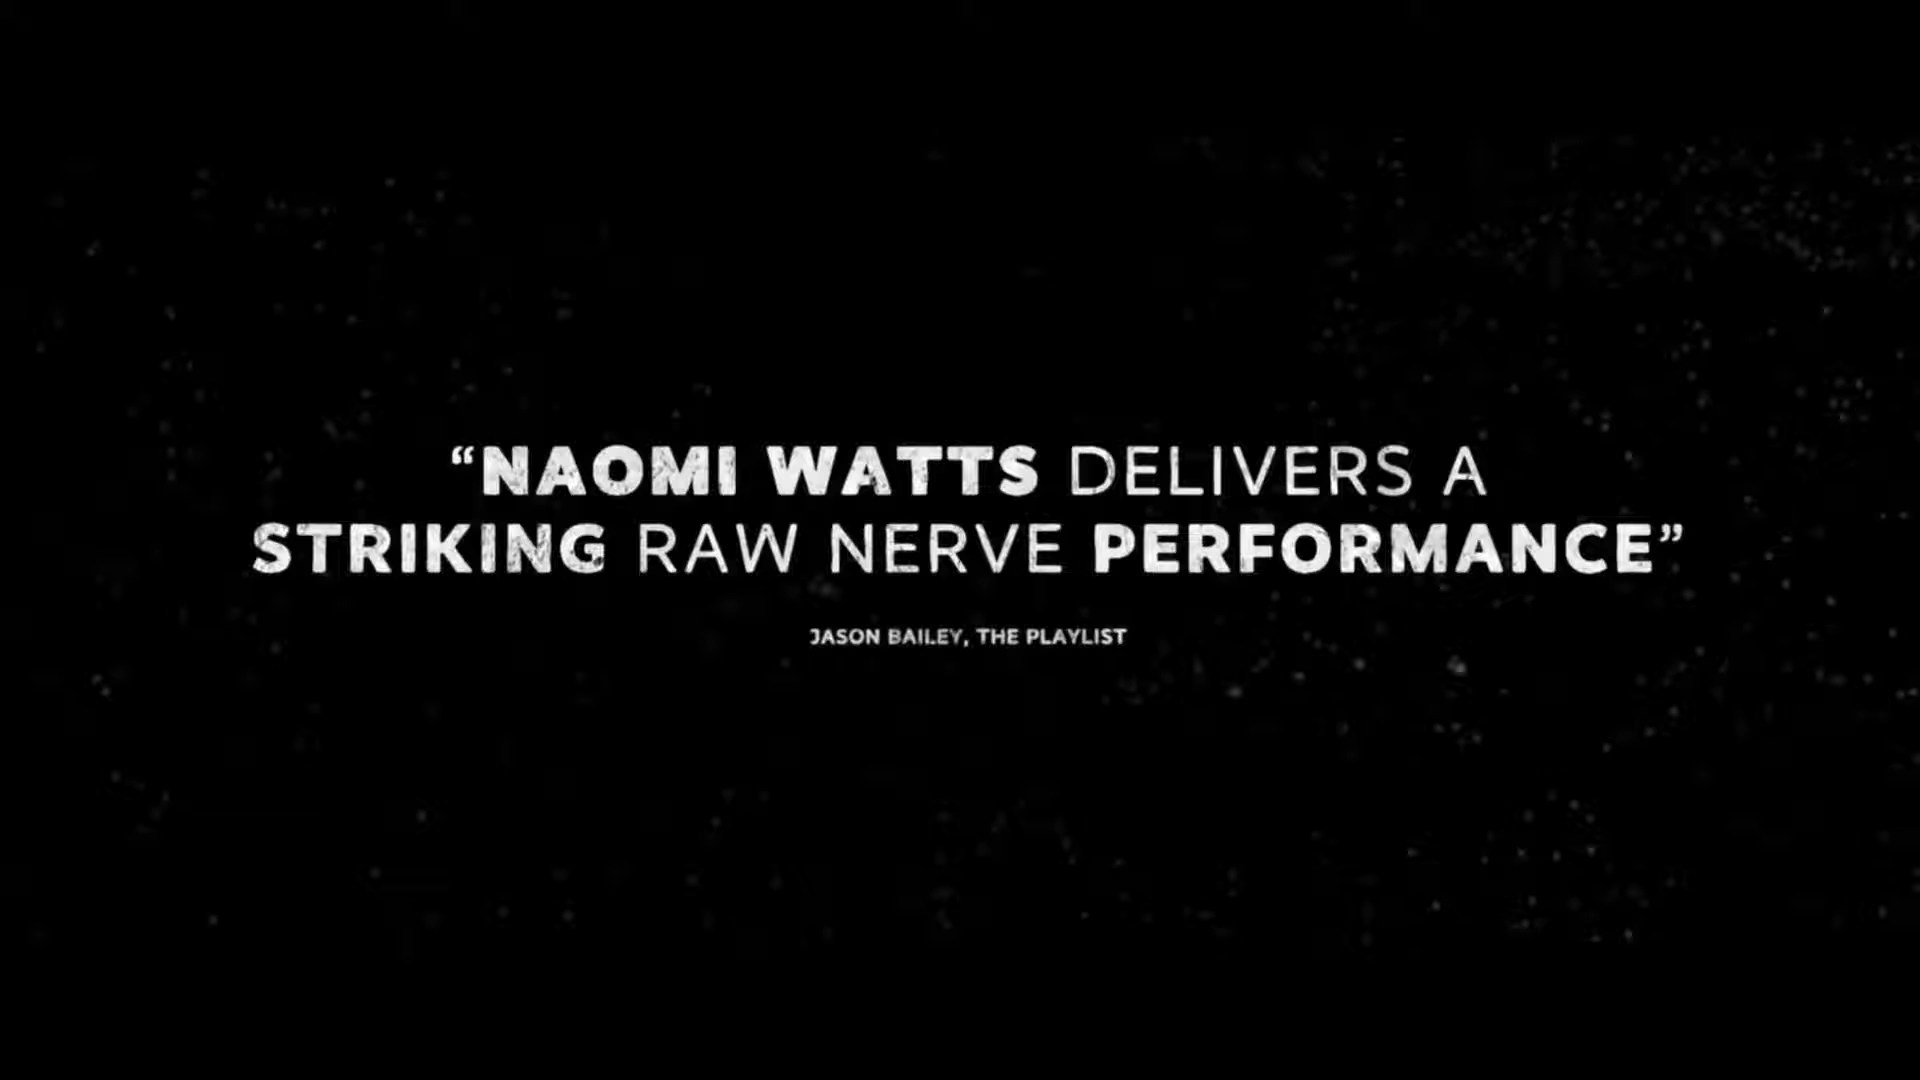 “NAOMI WATTS DELIVERS A
STRIKING RAW NERVE PERFORMANCE”
JASON BAILEY, THE PLAYLIST